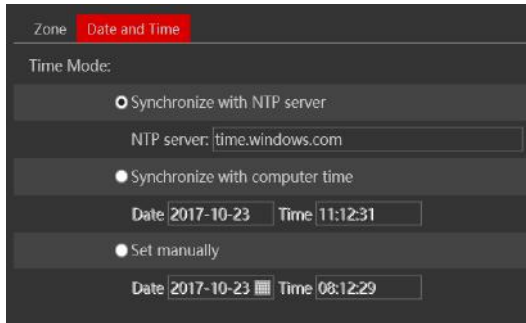 Zone Date and Time
Time Mode:
Synchronize with NTP server
NTP server: time.windows.com
Synchronize with computer time
Date 2017-10-23 Time 11:12:31
Set manually
Date 2017-10-23 Time 08:12:29